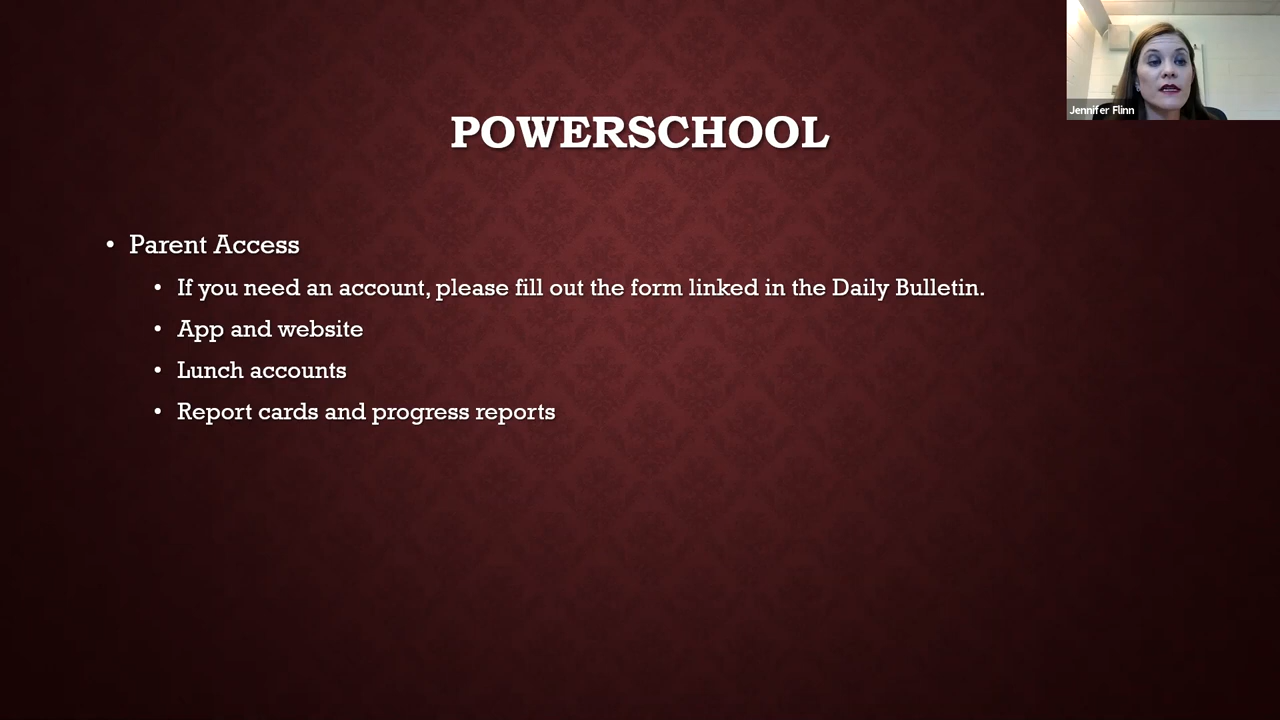 Jennifer Flinn
POWERSCHOOL
• Parent Access
• If you need an account, please fill out the form linked in the Daily Bulletin.
• App and website
• Lunch accounts
• Report cards and progress reports